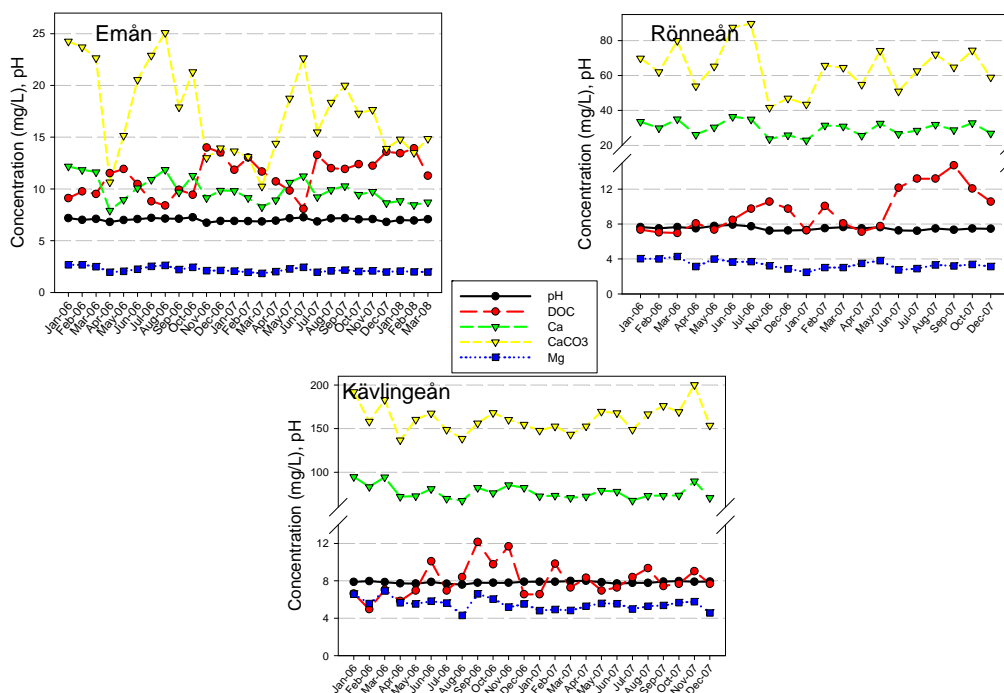 Emån
25
20
15
10
5
0
Concentration (mg/L), pH
Jan-06
Feb-06
Mar-06
Apr-06
May-06
Jun-06
Jul-06
Aug-06
Sep-06
Oct-06
Nov-06
Dec-06
Jan-07
Feb-07
Mar-07
Apr-07
May-07
Jun-07
Jul-07
Aug-07
Sep-07
Oct-07
Nov-07
Dec-07
Jan-08
Feb-08
Mar-08
Rönneån
80
60
40
20
12
8
4
0
Concentration (mg/L), pH
Jan-06
Feb-06
Mar-06
Apr-06
May-06
Jun-06
Jul-06
Nov-06
Dec-06
Jan-07
Feb-07
Mar-07
Apr-07
May-07
Jun-07
Jul-07
Aug-07
Sep-07
Oct-07
Dec-07
pH
DOC
Ca
CaCO3
Mg
Kävlingeån
200
150
100
12
8
4
0
Concentration (mg/L), pH
Jan-06
Feb-06
Mar-06
Apr-06
May-06
Jun-06
Jul-06
Aug-06
Sep-06
Oct-06
Nov-06
Dec-06
Jan-07
Feb-07
Mar-07
Apr-07
May-07
Jun-07
Jul-07
Aug-07
Sep-07
Oct-07
Nov-07
Dec-07